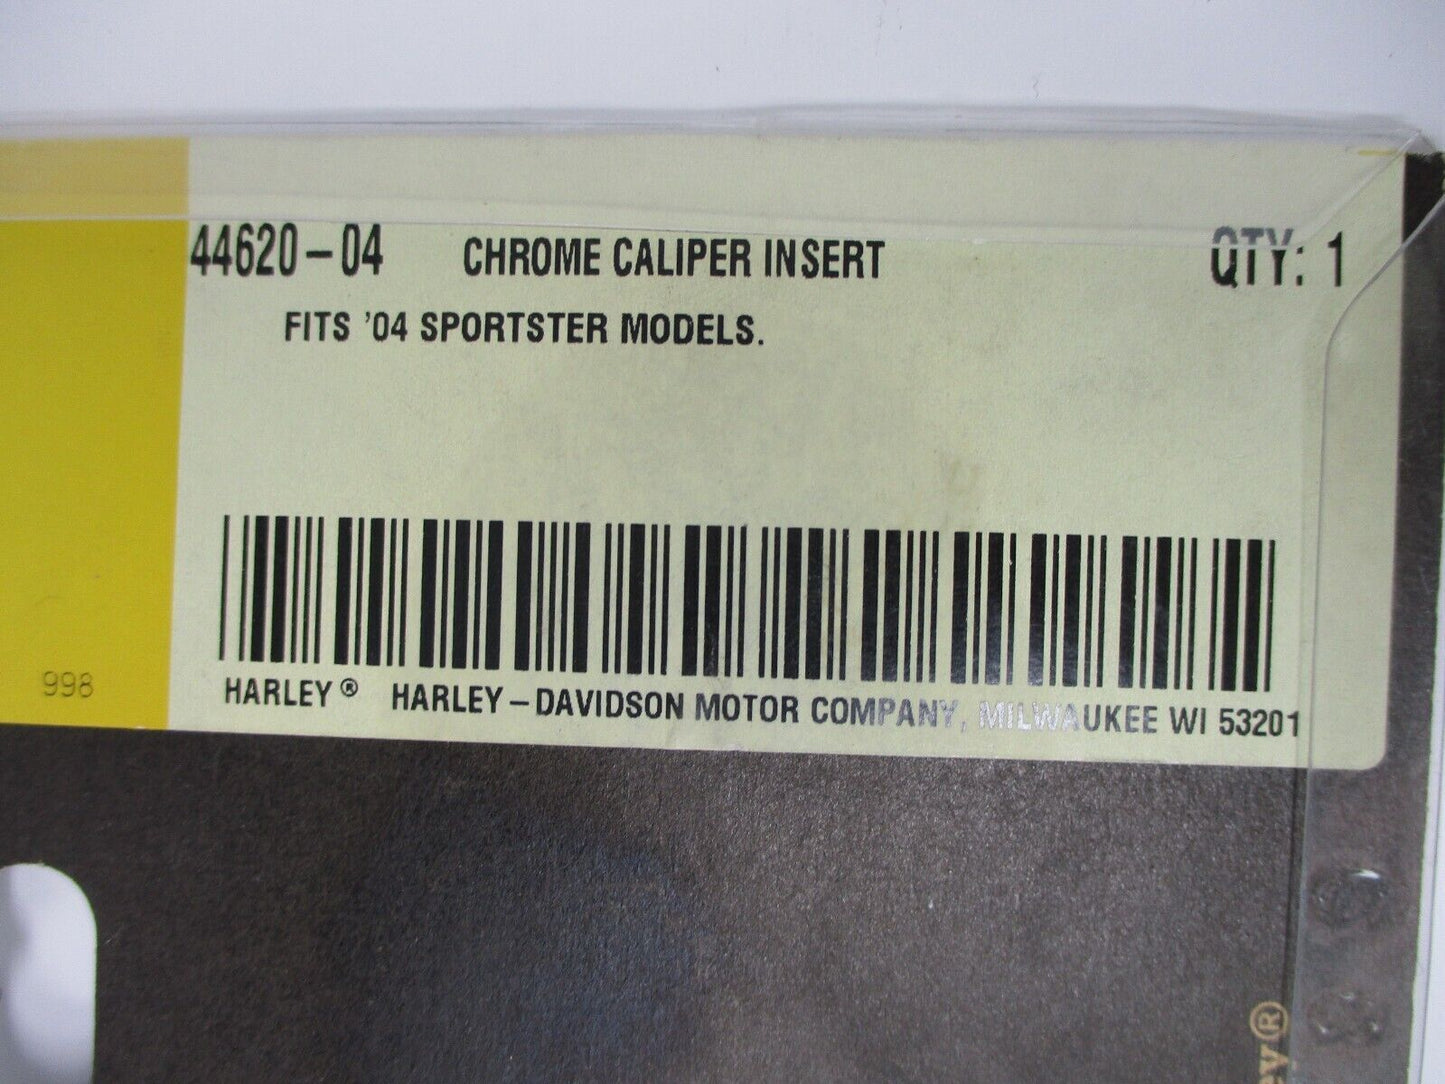 44620-04 CHROME CALIPER INSERT QTY: 1
FITS '04 SPORTSTER MODELS.
998
HARLEY® HARLEY-DAVIDSON MOTOR COMPANY, MILWAUKEE WI 53201
ey®